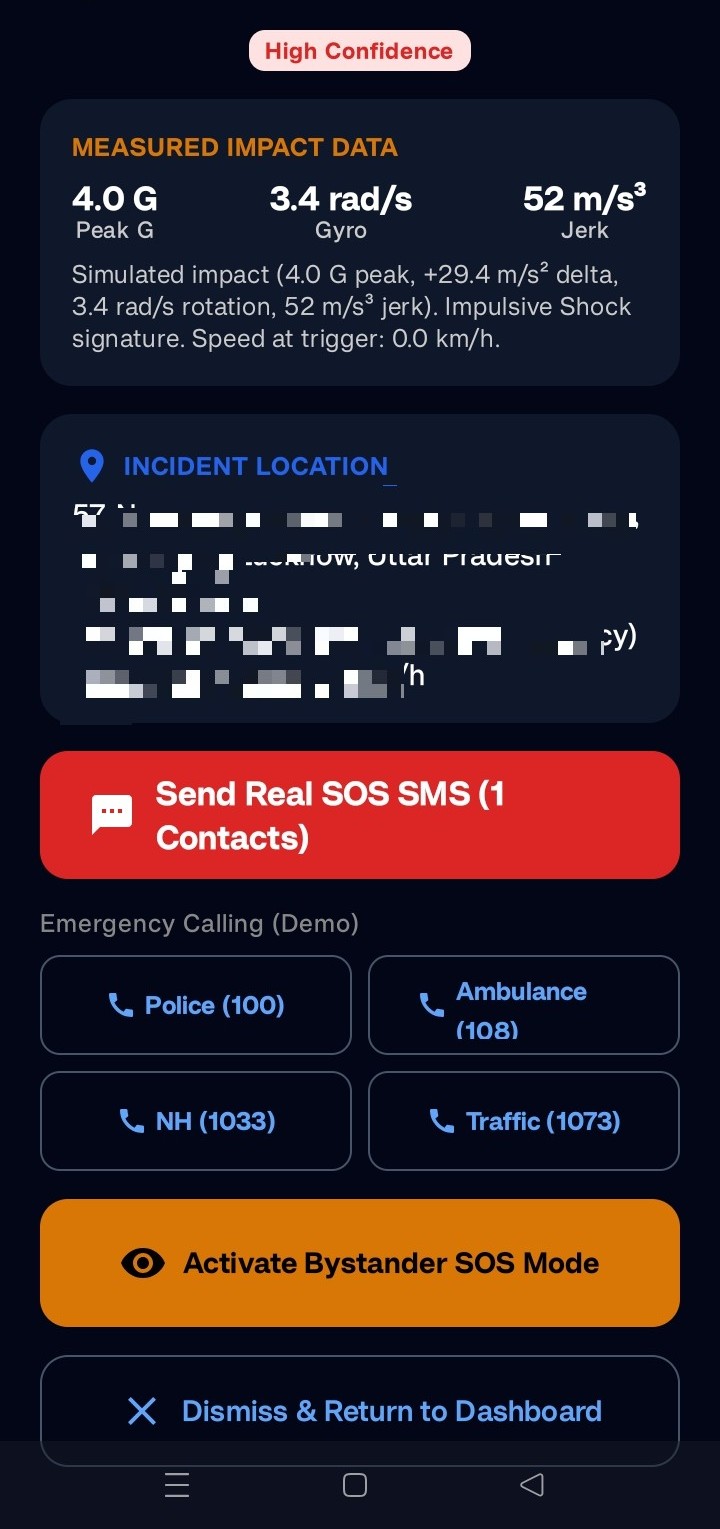 High Confidence
MEASURED IMPACT DATA
4.0 G 3.4 rad/s 52 m/s³
Peak G Gyro Jerk
Simulated impact (4.0 G peak, +29.4 m/s² delta,
3.4 rad/s rotation, 52 m/s³ jerk). Impulsive Shock
signature. Speed at trigger: 0.0 km/h.
INCIDENT LOCATION
Uttar Pradesh
Send Real SOS SMS (1
Contacts)
Emergency Calling (Demo)
Police (100)
Ambulance
(108)
NH (1033)
Traffic (1073)
Activate Bystander SOS Mode
Dismiss & Return to Dashboard